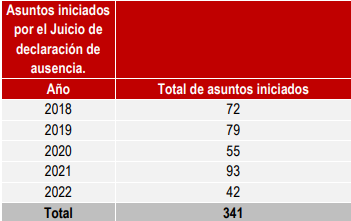 Asuntos iniciados
por el Juicio de
declaración de
ausencia.
Año Total de asuntos iniciados
2018 72
2019 79
2020 55
2021 93
2022 42
Total 341